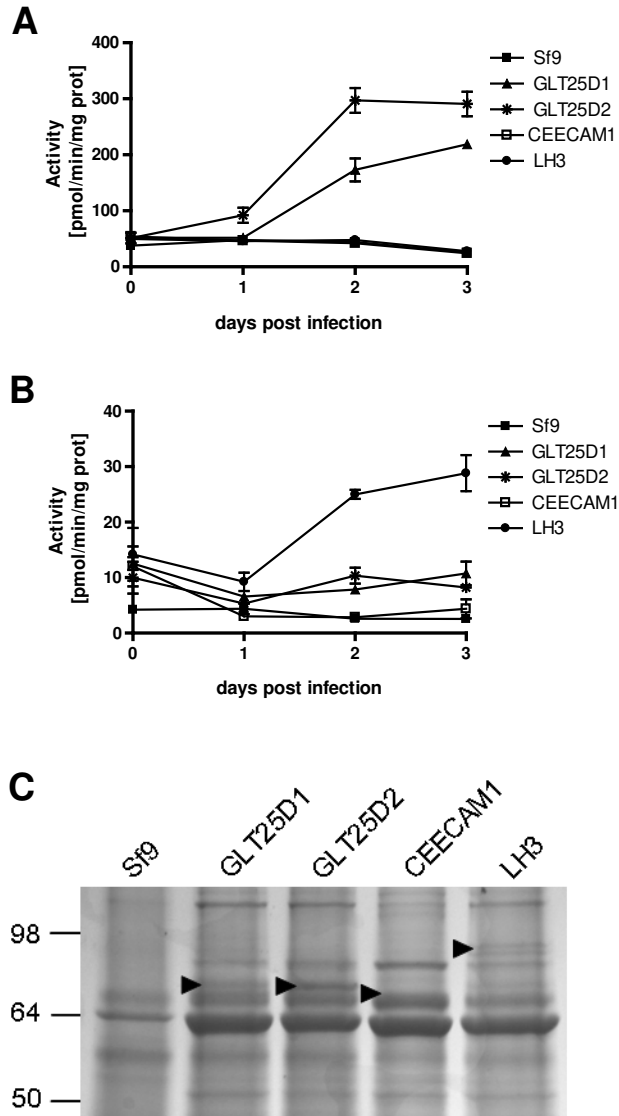 A
Activity
[pmol/min/mg prot]
400
300
200
100
0
0 1 2 3
days post infection
Sf9
GLT25D1
GLT25D2
CEECAM1
LH3
B
Activity
[pmol/min/mg prot]
40
30
20
10
0
0 1 2 3
days post infection
Sf9
GLT25D1
GLT25D2
CEECAM1
LH3
C
Sf9 GLT25D1 GLT25D2 CEECAM1 LH3
98
64
50